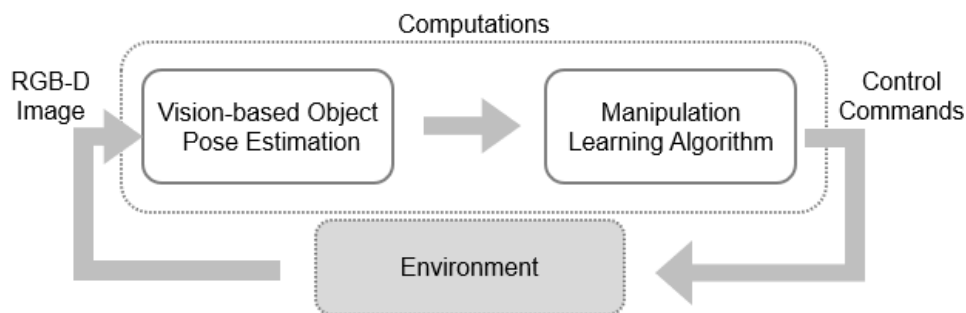 Computations
RGB-D
Image
Vision-based Object
Pose Estimation
Manipulation
Learning Algorithm
Control
Commands
Environment